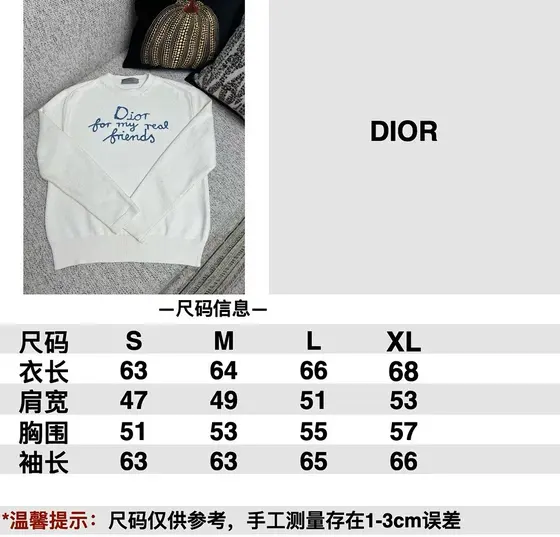 Dior
for my real
friends
DIOR
—尺码信息—
尺码 S M L XL
衣长 63 64 66 68
肩宽 47 49 51 53
胸围 51 53 55 57
袖长 63 63 65 66
*温馨提示：尺码仅供参考，手工测量存在1-3cm误差